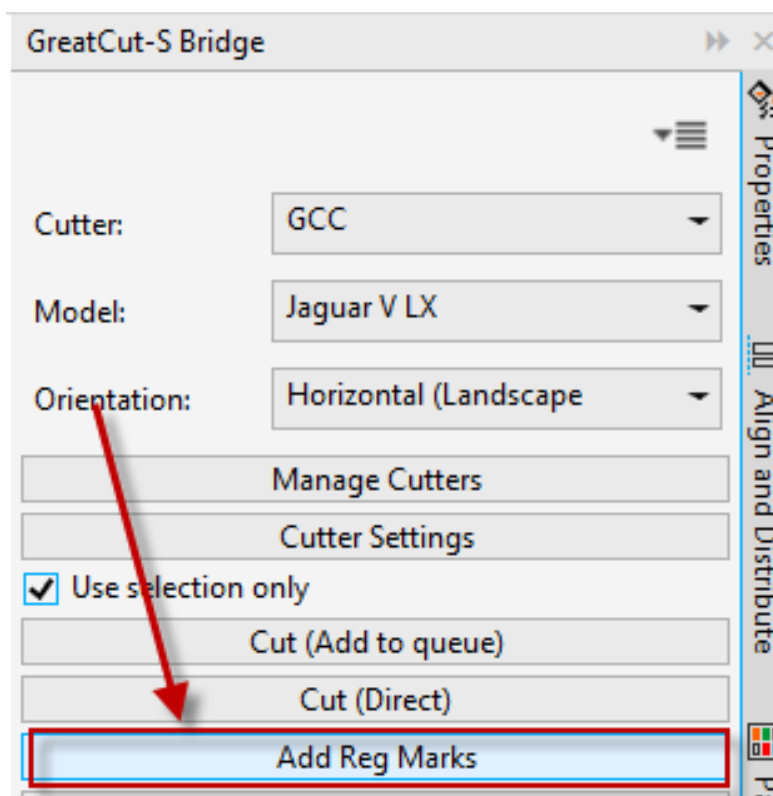 GreatCut-S Bridge
Cutter:
GCC
Model:
Jaguar V LX
Orientation:
Horizontal (Landscape
Manage Cutters
Cutter Settings
Use selection only
Cut (Add to queue)
Cut (Direct)
Add Reg Marks
Properties
Align and Distribute